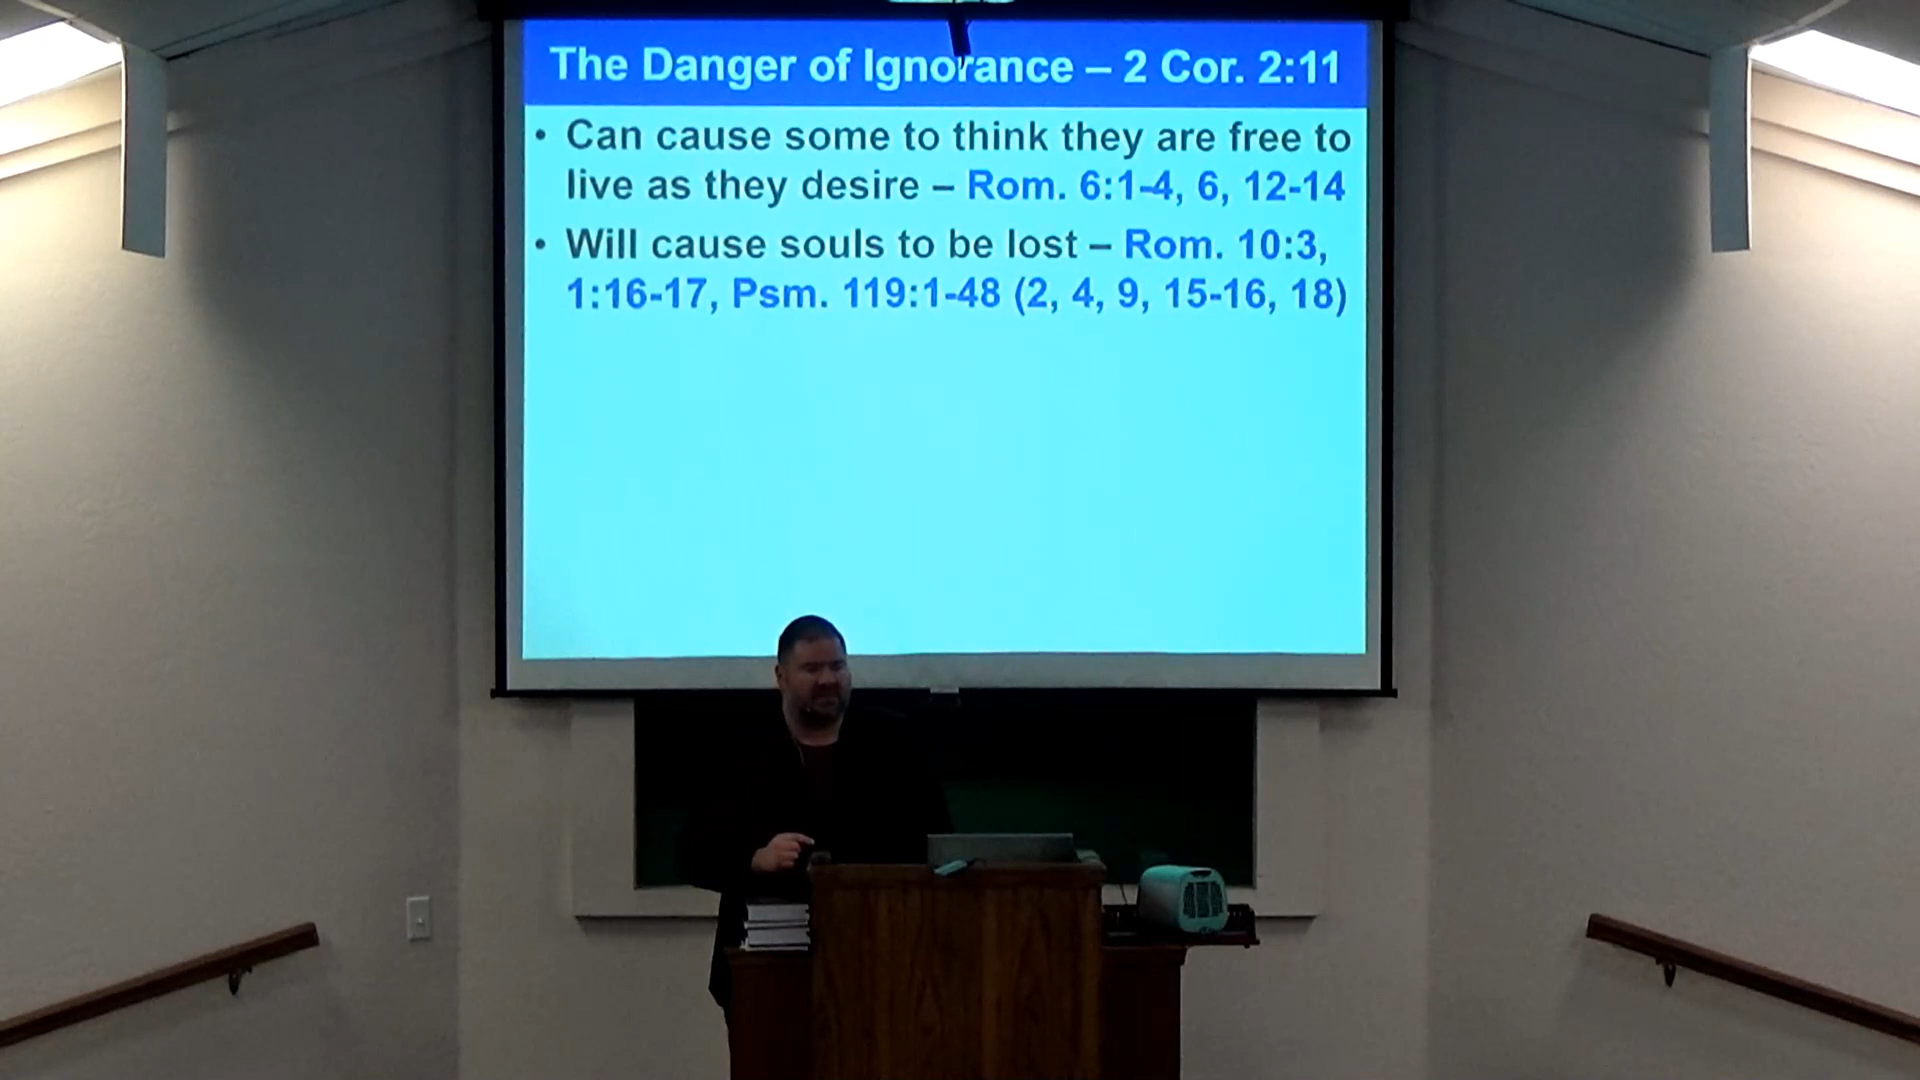 The Danger of Ignorance – 2 Cor. 2:11
• Can cause some to think they are free to
live as they desire – Rom. 6:1-4, 6, 12-14
• Will cause souls to be lost – Rom. 10:3,
1:16-17, Psm. 119:1-48 (2, 4, 9, 15-16, 18)